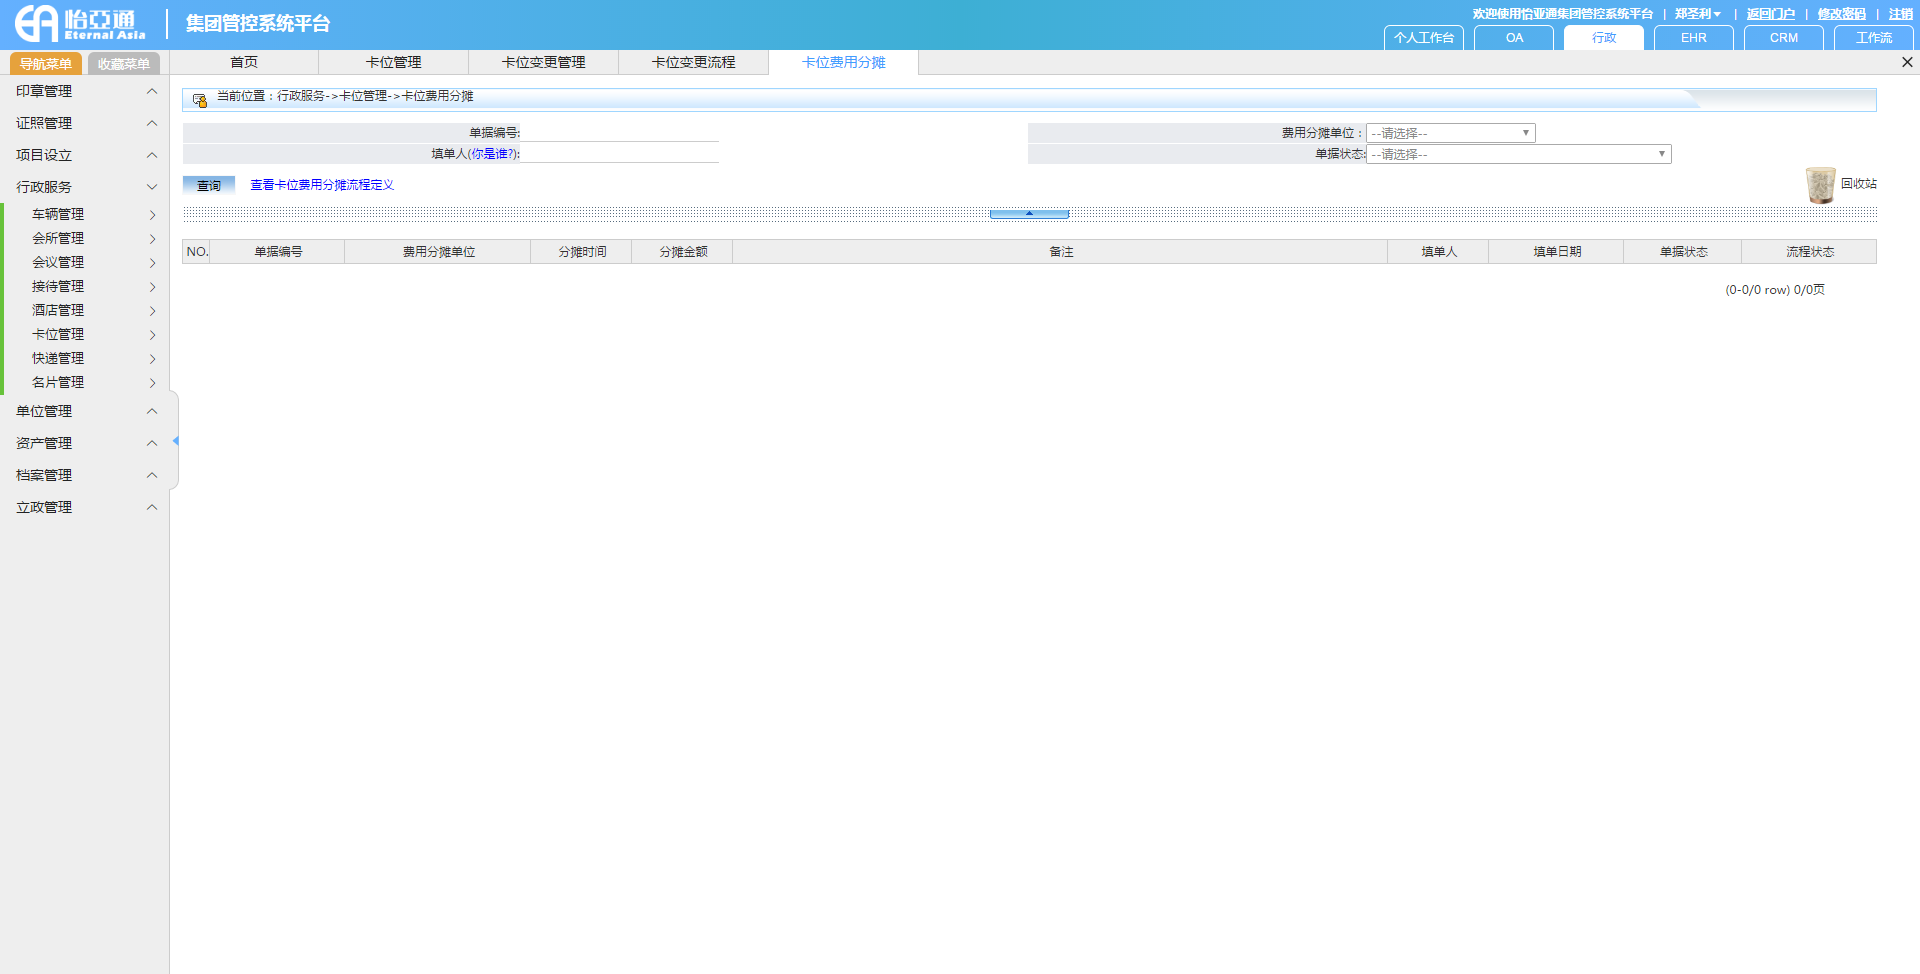 怡亞通
Eternal Asia
集团管控系统平台
欢迎使用怡亚通集团管控系统平台 | 郑圣利 | 返回门户 | 修改密码 | 注销
个人工作台 OA 行政 EHR CRM 工作流
导航菜单 收藏菜单 首页 卡位管理 卡位变更管理 卡位变更流程 卡位费用分摊
印章管理
证照管理
项目设立
行政服务
车辆管理
会所管理
会议管理
接待管理
酒店管理
卡位管理
快递管理
名片管理
单位管理
资产管理
档案管理
立政管理
当前位置：行政服务->卡位管理->卡位费用分摊
单据编号: 费用分摊单位： --请选择--
填单人(你是谁?): 单据状态: --请选择--
查询 查看卡位费用分摊流程定义 回收站
NO. 单据编号 费用分摊单位 分摊时间 分摊金额 备注 填单人 填单日期 单据状态 流程状态
(0-0/0 row) 0/0页